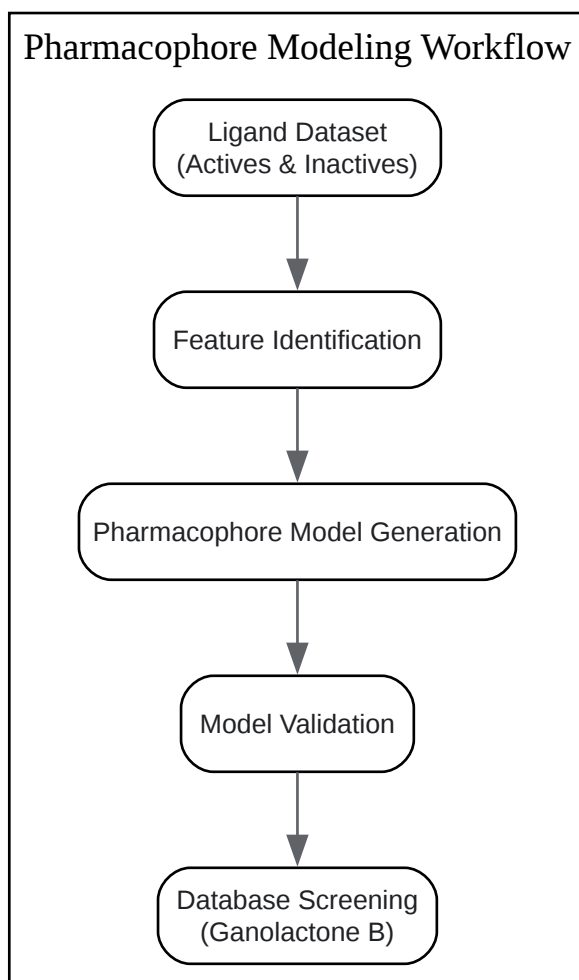 Pharmacophore Modeling Workflow
Ligand Dataset
(Actives & Inactives)
Feature Identification
Pharmacophore Model Generation
Model Validation
Database Screening
(Ganolactone B)